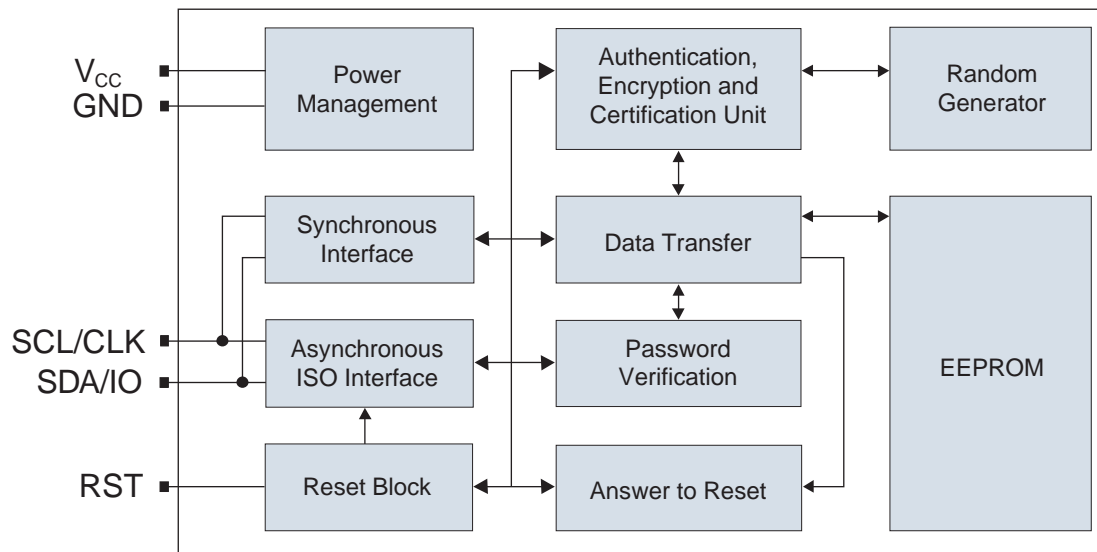 V_CC
GND
Power
Management
Authentication,
Encryption and
Certification Unit
Random
Generator
Synchronous
Interface
Data Transfer
EEPROM
SCL/CLK
SDA/IO
Asynchronous
ISO Interface
Password
Verification
RST
Reset Block
Answer to Reset